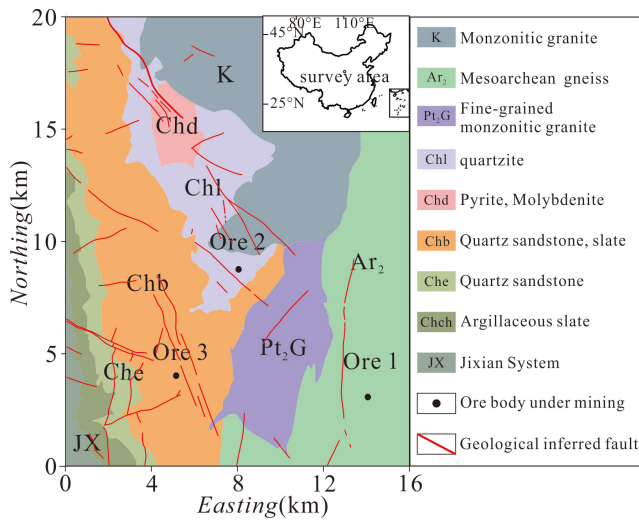 20
15
10
5
0
Northing(km)
0
4
8
12
16
Easting(km)
K
Chd
Chl
Ore 2
Ar₂
Chb
Ore 3
Pt₂G
Ore 1
Che
JX
80°E
110°E
45°N
survey area
25°N
K Monzonitic granite
Ar₂ Mesoarchean gneiss
Pt₂G Fine-grained
monzonitic granite
Chl quartzite
Chd Pyrite, Molybdenite
Chb Quartz sandstone, slate
Che Quartz sandstone
Chch Argillaceous slate
JX Jixian System
Ore body under mining
Geological inferred fault